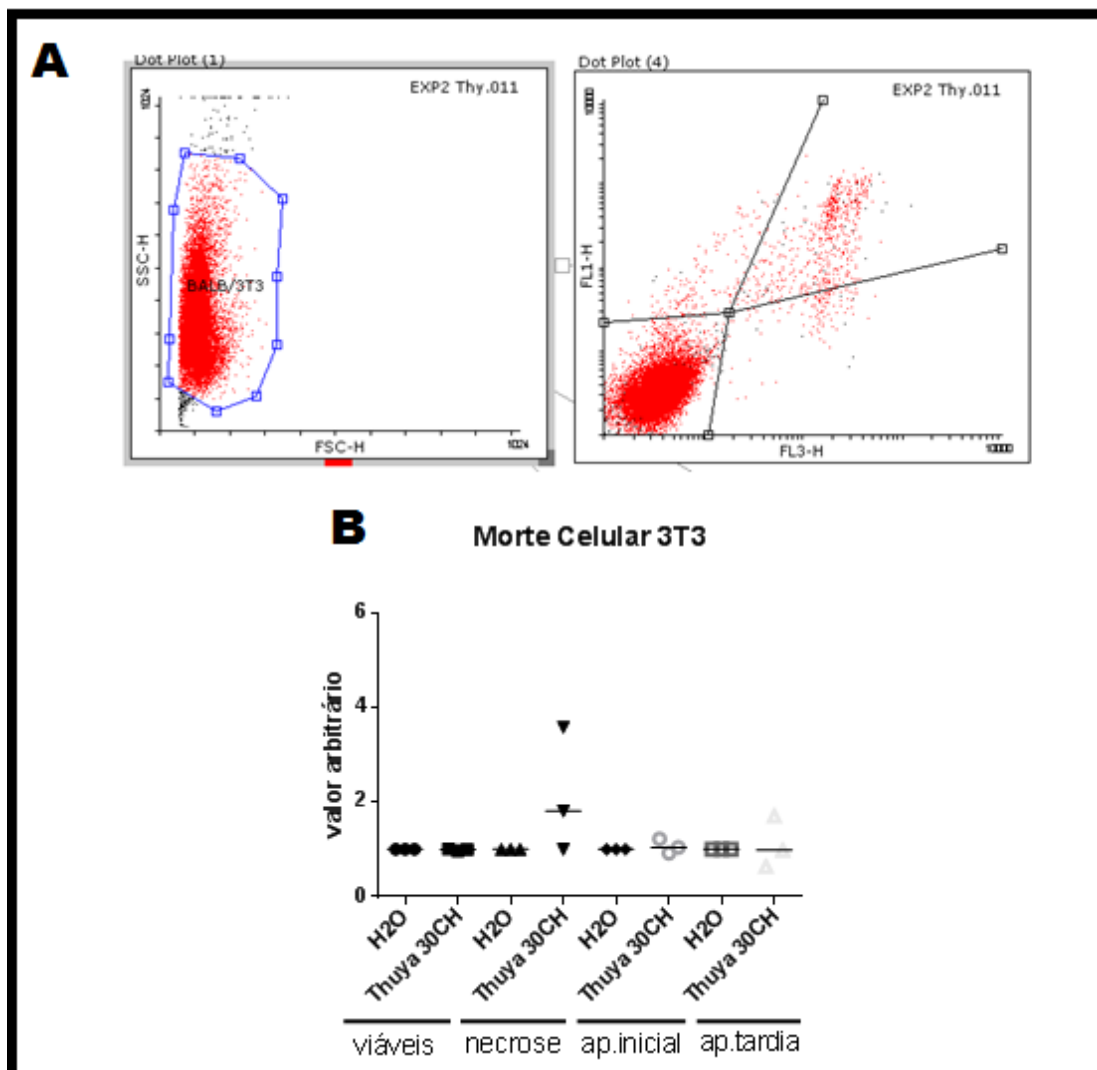 A
Dot Plot (1)
EXP2 Thy.011
1024
SSC-H
BALB/3T3
FSC-H
1024
Dot Plot (4)
EXP2 Thy.011
10000
FL1-H
FL3-H
10000
B
Morte Celular 3T3
valor arbitrário
6
4
2
0
H2O
Thuya 30CH
H2O
Thuya 30CH
H2O
Thuya 30CH
H2O
Thuya 30CH
viáveis
necrose
ap.inicial
ap.tardia